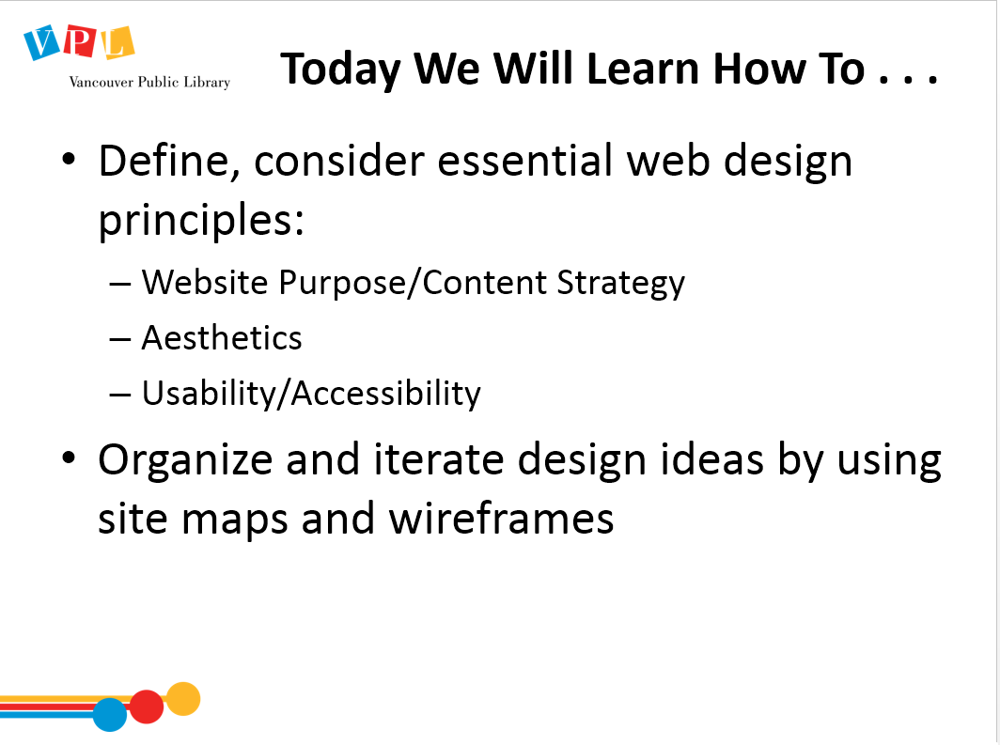 VPL
Vancouver Public Library
Today We Will Learn How To . . .
• Define, consider essential web design
principles:
– Website Purpose/Content Strategy
– Aesthetics
– Usability/Accessibility
• Organize and iterate design ideas by using
site maps and wireframes